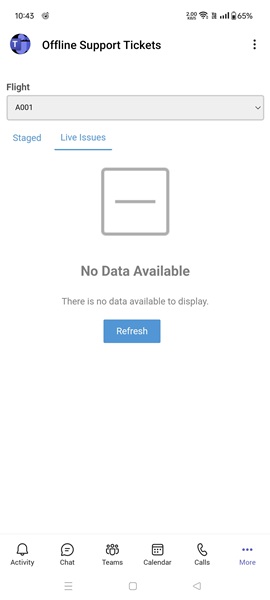 10:43
2.00
KB/S
65%
Offline Support Tickets
Flight
A001
Staged
Live Issues
No Data Available
There is no data available to display.
Refresh
Activity
Chat
Teams
Calendar
Calls
More